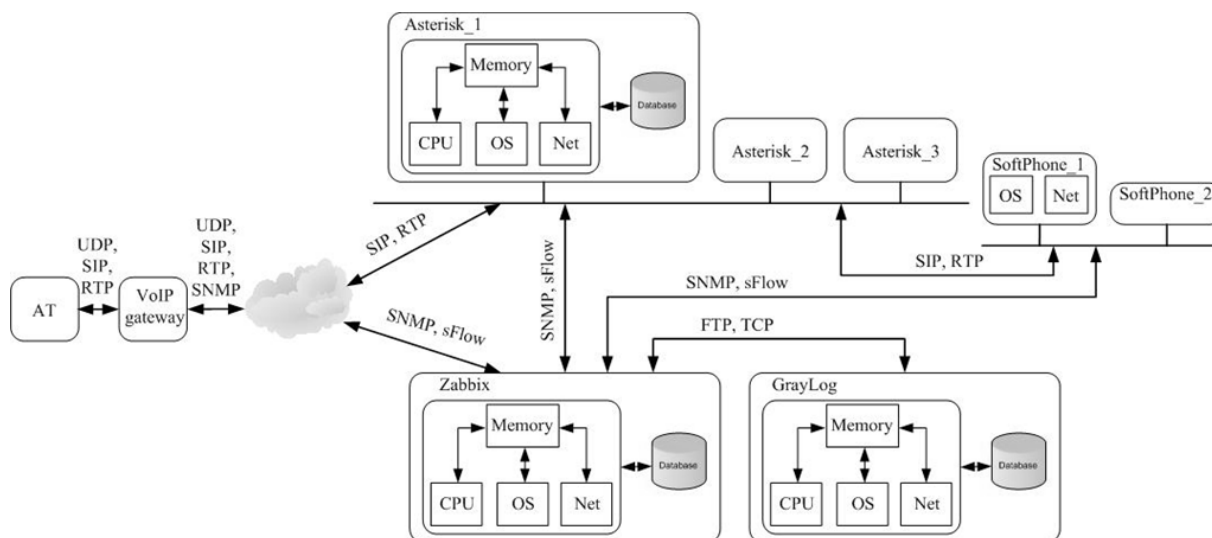 Asterisk_1
Memory
CPU
OS
Net
Database
Asterisk_2
Asterisk_3
SoftPhone_1
OS
Net
SoftPhone_2
SIP, RTP
SIP, RTP
UDP,
SIP,
RTP
UDP,
SIP,
RTP,
SNMP
AT
VoIP
gateway
SNMP, sFlow
SNMP, sFlow
SNMP, sFlow
FTP, TCP
Zabbix
Memory
CPU
OS
Net
Database
GrayLog
Memory
CPU
OS
Net
Database